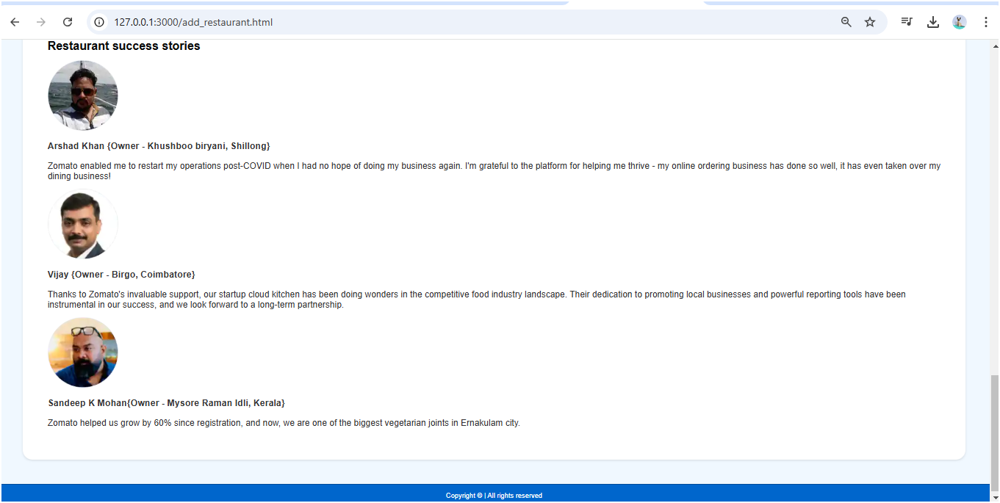 127.0.0.1:3000/add_restaurant.html
Restaurant success stories
Arshad Khan {Owner - Khushboo biryani, Shillong}
Zomato enabled me to restart my operations post-COVID when I had no hope of doing my business again. I'm grateful to the platform for helping me thrive - my online ordering business has done so well, it has even taken over my
dining business!
Vijay {Owner - Birgo, Coimbatore}
Thanks to Zomato's invaluable support, our startup cloud kitchen has been doing wonders in the competitive food industry landscape. Their dedication to promoting local businesses and powerful reporting tools have been
instrumental in our success, and we look forward to a long-term partnership.
Sandeep K Mohan{Owner - Mysore Raman Idli, Kerala}
Zomato helped us grow by 60% since registration, and now, we are one of the biggest vegetarian joints in Ernakulam city.
Copyright © | All rights reserved